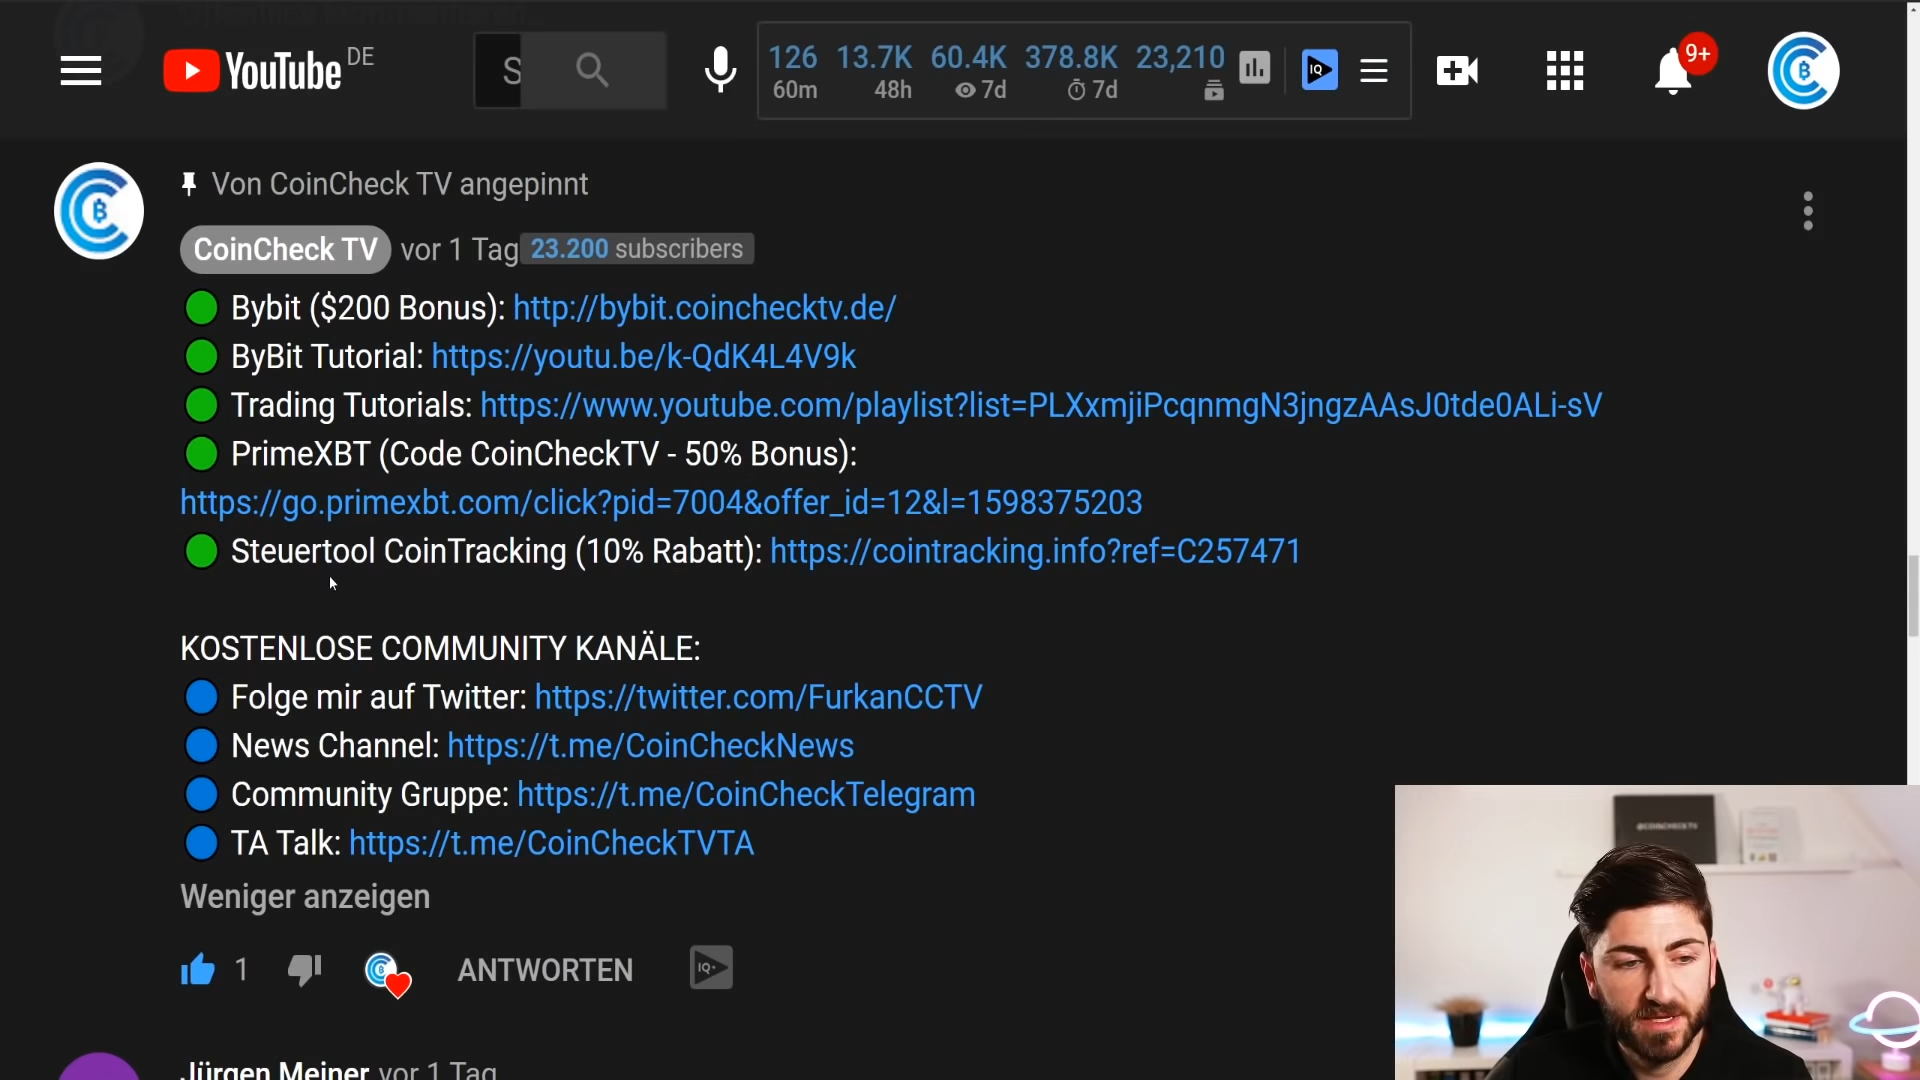 YouTube DE
S
126 13.7K 60.4K 378.8K 23,210
60m 48h 7d 7d
IQ
9+
Von CoinCheck TV angepinnt
CoinCheck TV vor 1 Tag 23.200 subscribers
Bybit ($200 Bonus): http://bybit.coinchecktv.de/
ByBit Tutorial: https://youtu.be/k-QdK4L4V9k
Trading Tutorials: https://www.youtube.com/playlist?list=PLXxmjiPcqnmgN3jngzAAsJ0tde0ALi-sV
PrimeXBT (Code CoinCheckTV - 50% Bonus):
https://go.primexbt.com/click?pid=7004&offer_id=12&l=1598375203
Steuertool CoinTracking (10% Rabatt): https://cointracking.info?ref=C257471
KOSTENLOSE COMMUNITY KANÄLE:
Folge mir auf Twitter: https://twitter.com/FurkanCCTV
News Channel: https://t.me/CoinCheckNews
Community Gruppe: https://t.me/CoinCheckTelegram
TA Talk: https://t.me/CoinCheckTVTA
Weniger anzeigen
1 ANTWORTEN IQ+
@COINCHECKTV
Jürgen Meiner vor 1 Tag